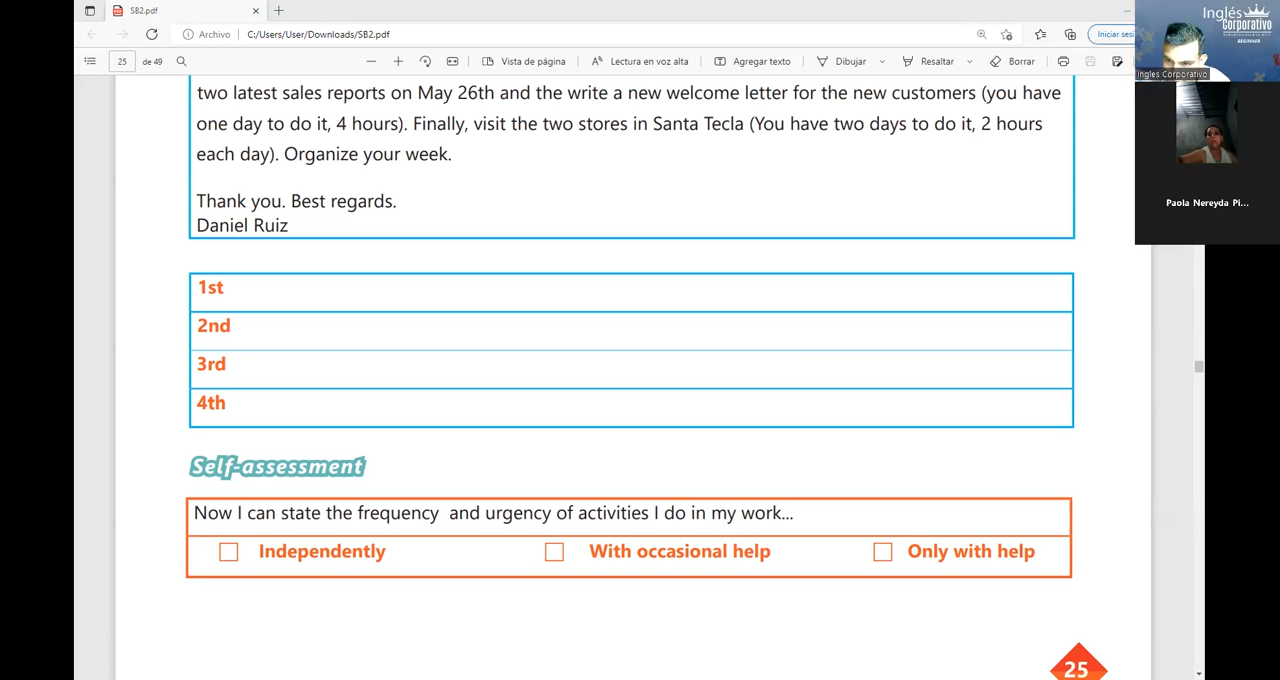 SB2.pdf
Archivo
C:/Users/User/Downloads/SB2.pdf
Iniciar sesi
25
de 49
Vista de página
Lectura en voz alta
Agregar texto
Dibujar
Resaltar
Borrar
Inglés
Corporativo
BEGINNER
Ingles Corporativo
Paola Nereyda Pi...
two latest sales reports on May 26th and the write a new welcome letter for the new customers (you have
one day to do it, 4 hours). Finally, visit the two stores in Santa Tecla (You have two days to do it, 2 hours
each day). Organize your week.
Thank you. Best regards.
Daniel Ruiz
1st
2nd
3rd
4th
Self-assessment
Now I can state the frequency and urgency of activities I do in my work...
Independently
With occasional help
Only with help
25